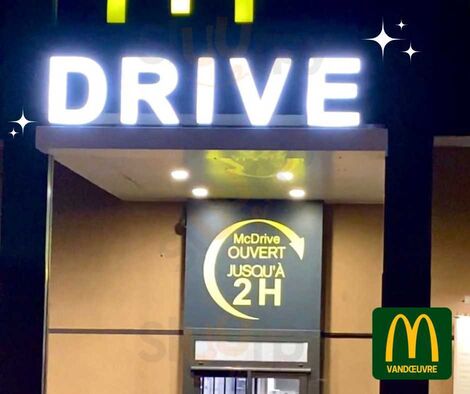 DRIVE
McDrive
OUVERT
JUSQU'À
2H
VANDŒUVRE